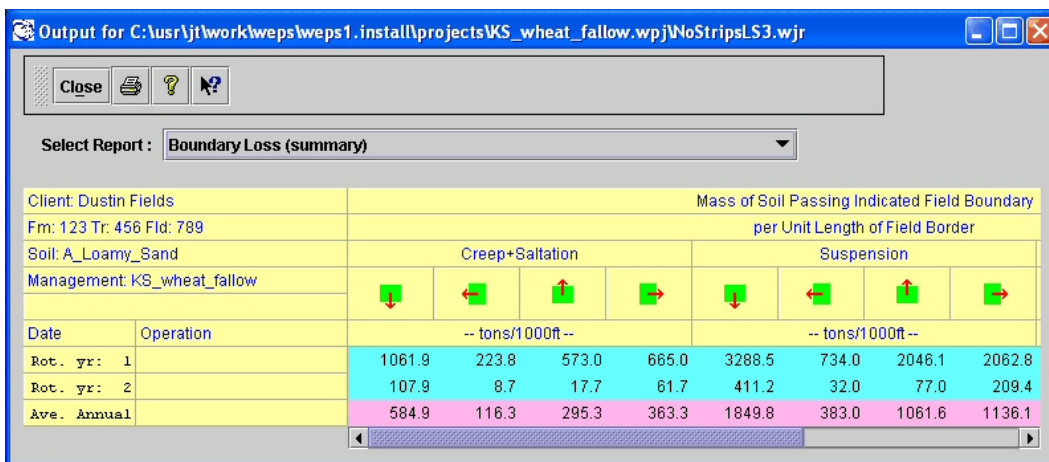 Output for C:\usr\jt\work\weps\weps1.install\projects\KS_wheat_fallow.wpj\NoStripsLS3.wjr
Close
Select Report : Boundary Loss (summary)
Client: Dustin Fields Mass of Soil Passing Indicated Field Boundary
Fm: 123 Tr: 456 Fld: 789 per Unit Length of Field Border
Soil: A_Loamy_Sand Creep+Saltation Suspension
Management: KS_wheat_fallow
Date Operation -- tons/1000ft -- -- tons/1000ft --
Rot. yr: 1 1061.9 223.8 573.0 665.0 3288.5 734.0 2046.1 2062.8
Rot. yr: 2 107.9 8.7 17.7 61.7 411.2 32.0 77.0 209.4
Ave. Annual 584.9 116.3 295.3 363.3 1849.8 383.0 1061.6 1136.1